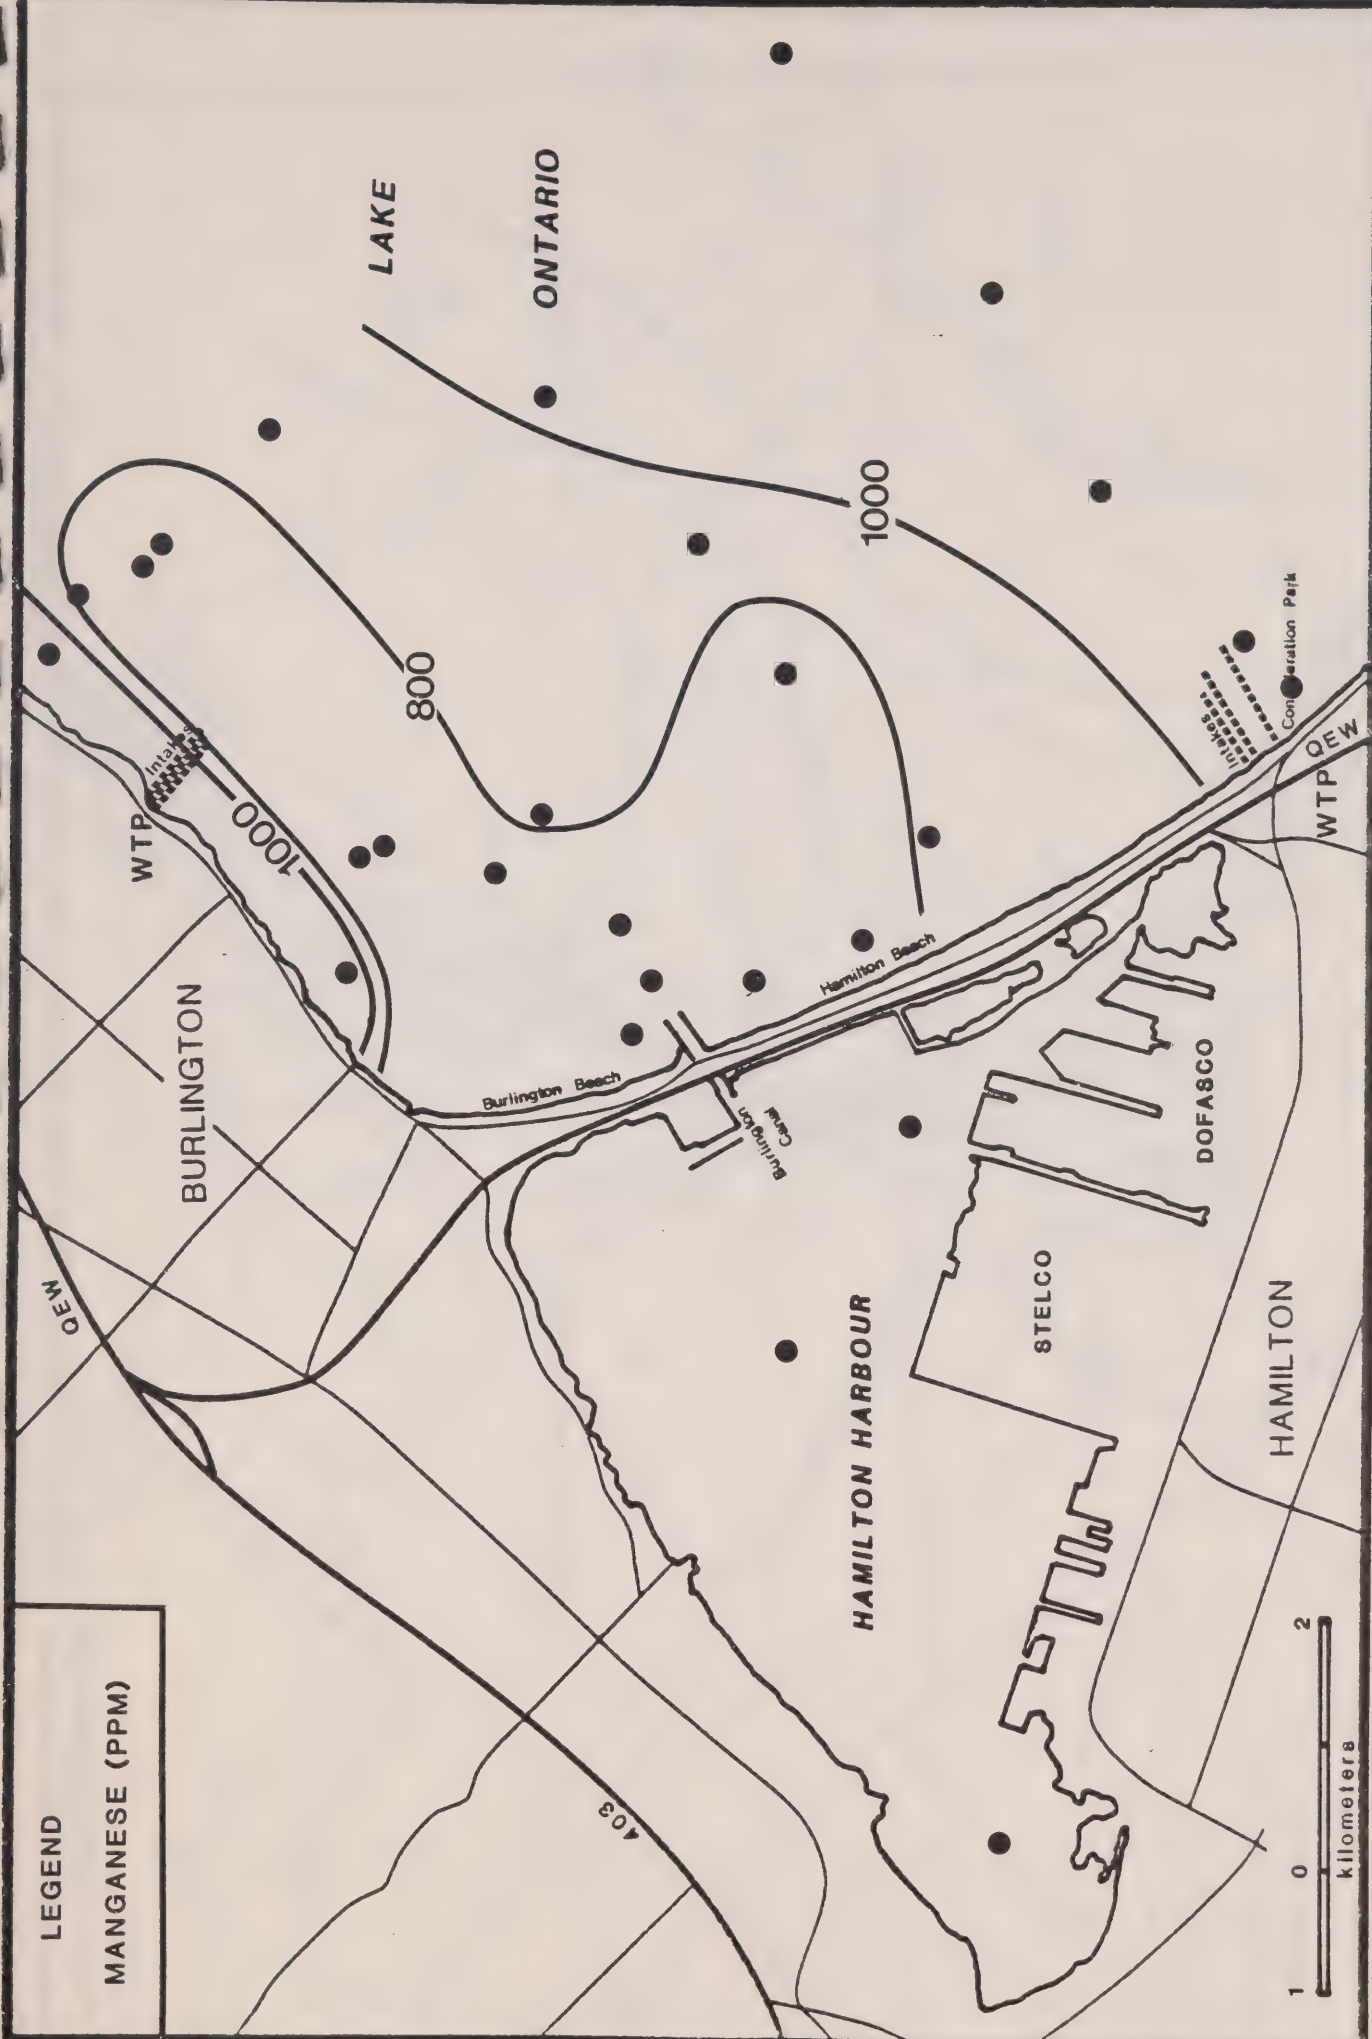 LEGEND
MANGANESE (PPM)
QEW
403
BURLINGTON
WTP
Intakes
1000
800
LAKE
ONTARIO
1000
Burlington Beach
Burlington
Canal
Hamilton Beach
HAMILTON HARBOUR
STELCO
DOFASCO
HAMILTON
Intakes
Park
WTP
QEW
1 0 2
kilometers